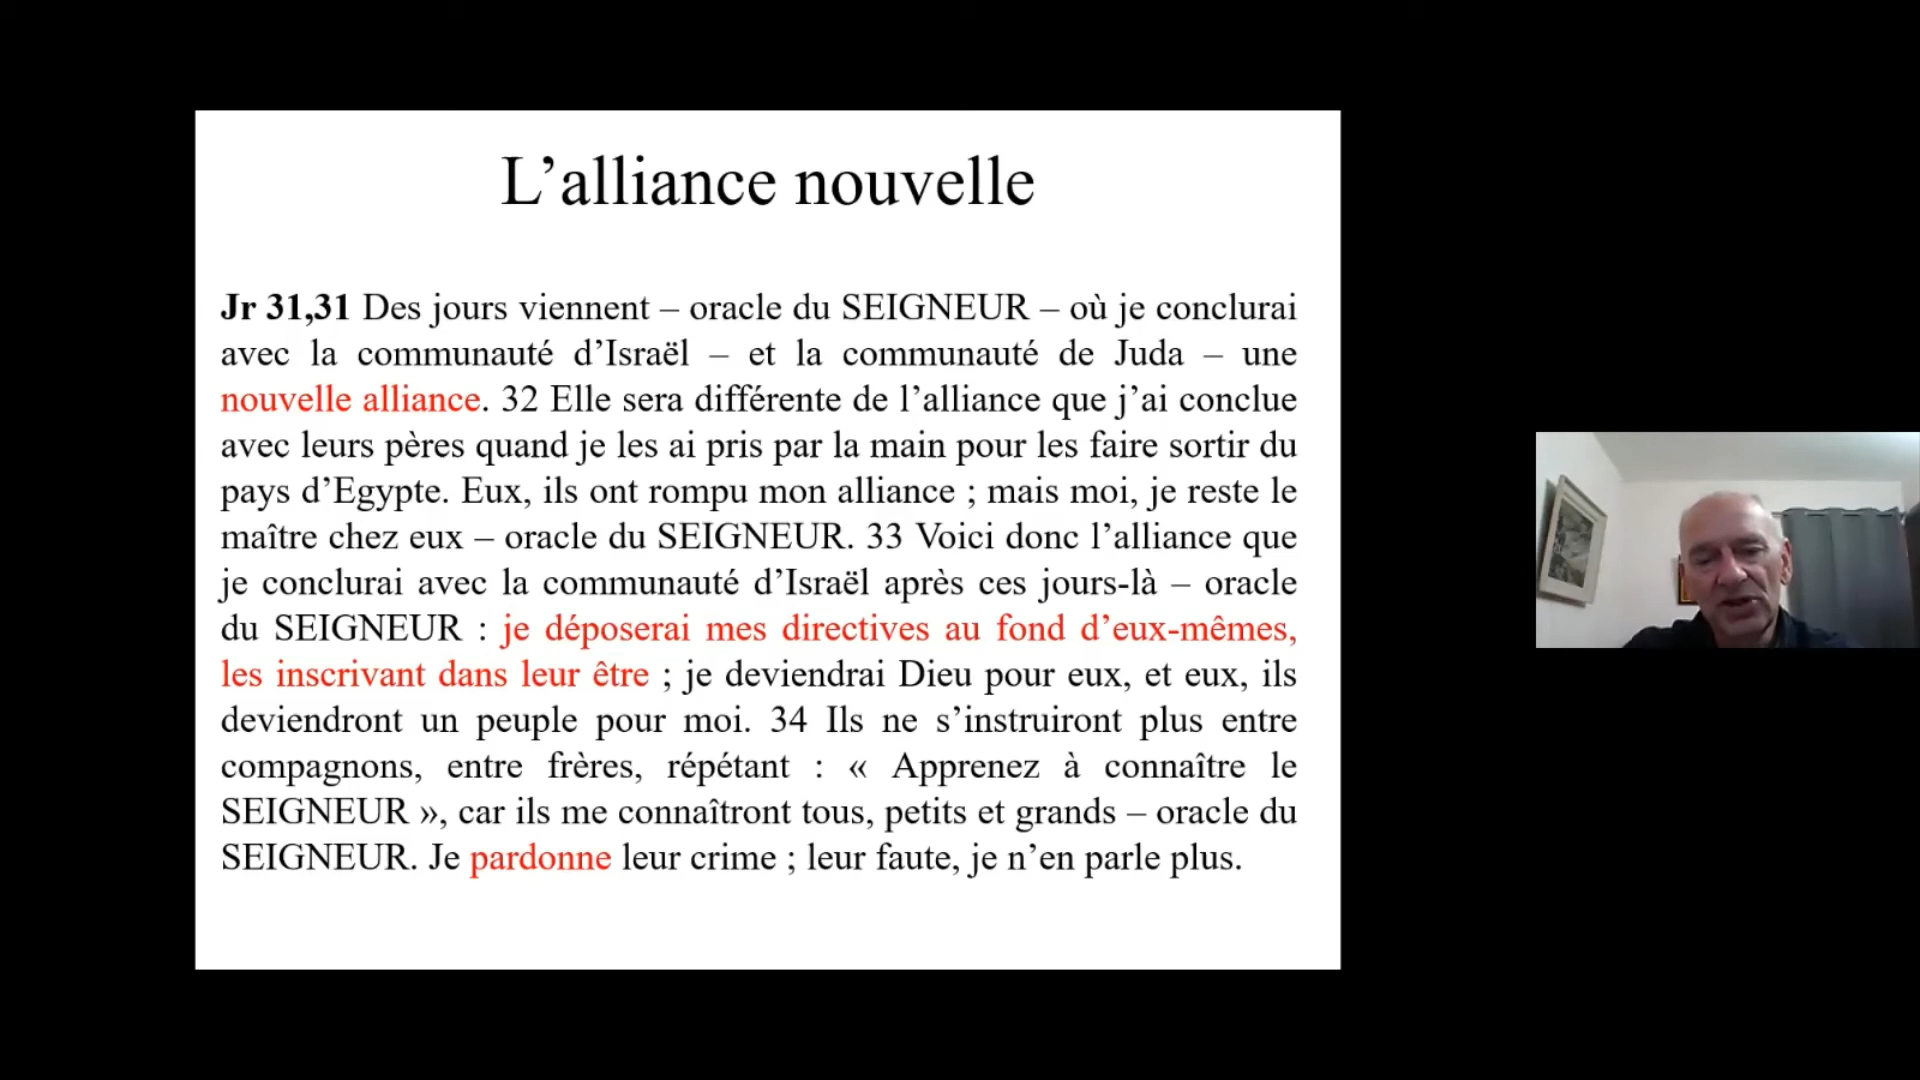 L’alliance nouvelle
Jr 31,31 Des jours viennent – oracle du SEIGNEUR – où je conclurai
avec la communauté d’Israël – et la communauté de Juda – une
nouvelle alliance. 32 Elle sera différente de l’alliance que j’ai conclue
avec leurs pères quand je les ai pris par la main pour les faire sortir du
pays d’Egypte. Eux, ils ont rompu mon alliance ; mais moi, je reste le
maître chez eux – oracle du SEIGNEUR. 33 Voici donc l’alliance que
je conclurai avec la communauté d’Israël après ces jours-là – oracle
du SEIGNEUR : je déposerai mes directives au fond d’eux-mêmes,
les inscrivant dans leur être ; je deviendrai Dieu pour eux, et eux, ils
deviendront un peuple pour moi. 34 Ils ne s’instruiront plus entre
compagnons, entre frères, répétant : « Apprenez à connaître le
SEIGNEUR », car ils me connaîtront tous, petits et grands – oracle du
SEIGNEUR. Je pardonne leur crime ; leur faute, je n’en parle plus.